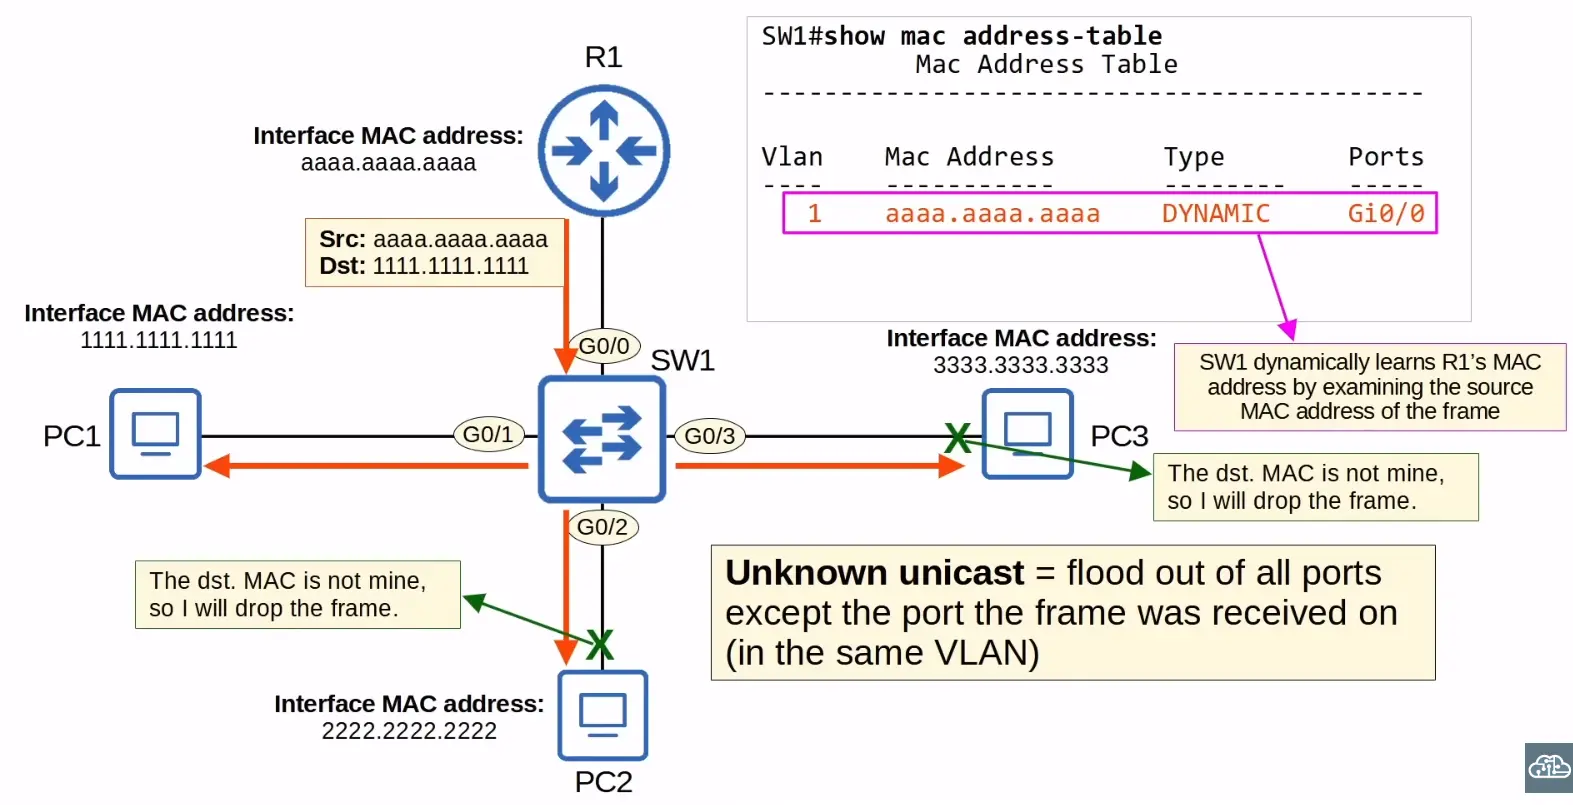 R1
Interface MAC address:
aaaa.aaaa.aaaa
Src: aaaa.aaaa.aaaa
Dst: 1111.1111.1111
Interface MAC address:
1111.1111.1111
G0/0
SW1
PC1
G0/1
G0/3
G0/2
SW1#show mac address-table
Mac Address Table
-------------------------------------------
Vlan Mac Address Type Ports
---- ----------- -------- -----
1 aaaa.aaaa.aaaa DYNAMIC Gi0/0
Interface MAC address:
3333.3333.3333
PC3
SW1 dynamically learns R1’s MAC
address by examining the source
MAC address of the frame
The dst. MAC is not mine,
so I will drop the frame.
X
The dst. MAC is not mine,
so I will drop the frame.
X
Unknown unicast = flood out of all ports
except the port the frame was received on
(in the same VLAN)
Interface MAC address:
2222.2222.2222
PC2